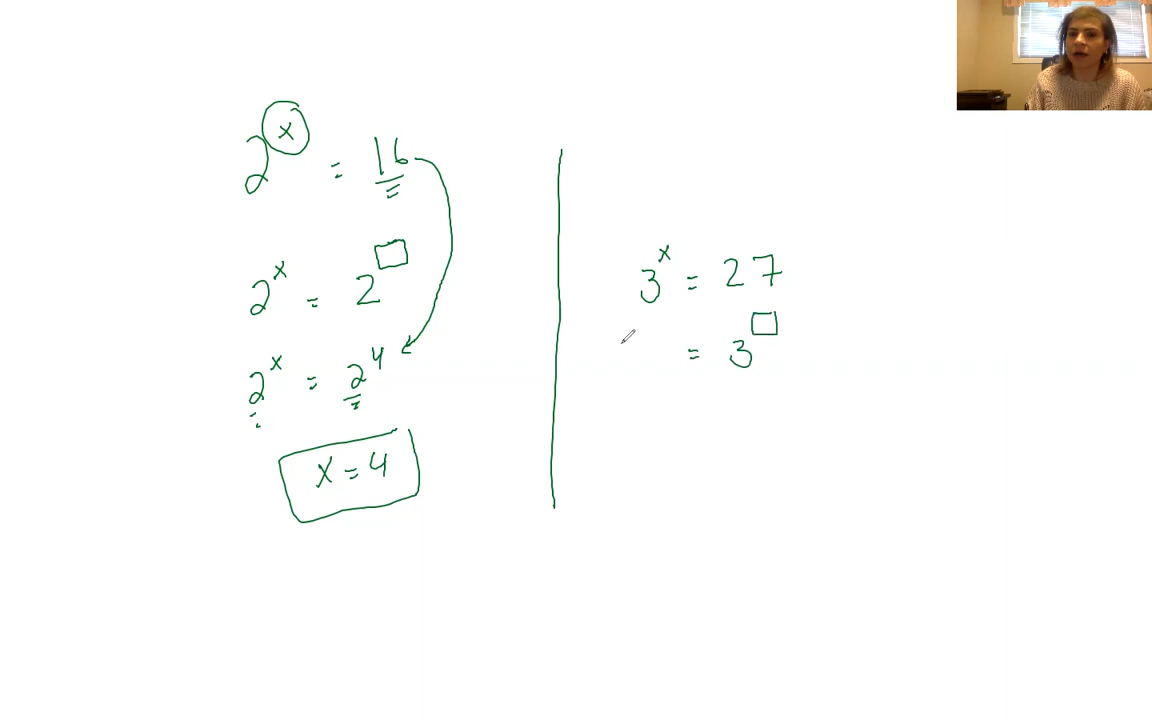 2^x = 16
2^x = 2^□
2^x = 2^4
x = 4
3^x = 27
= 3^□